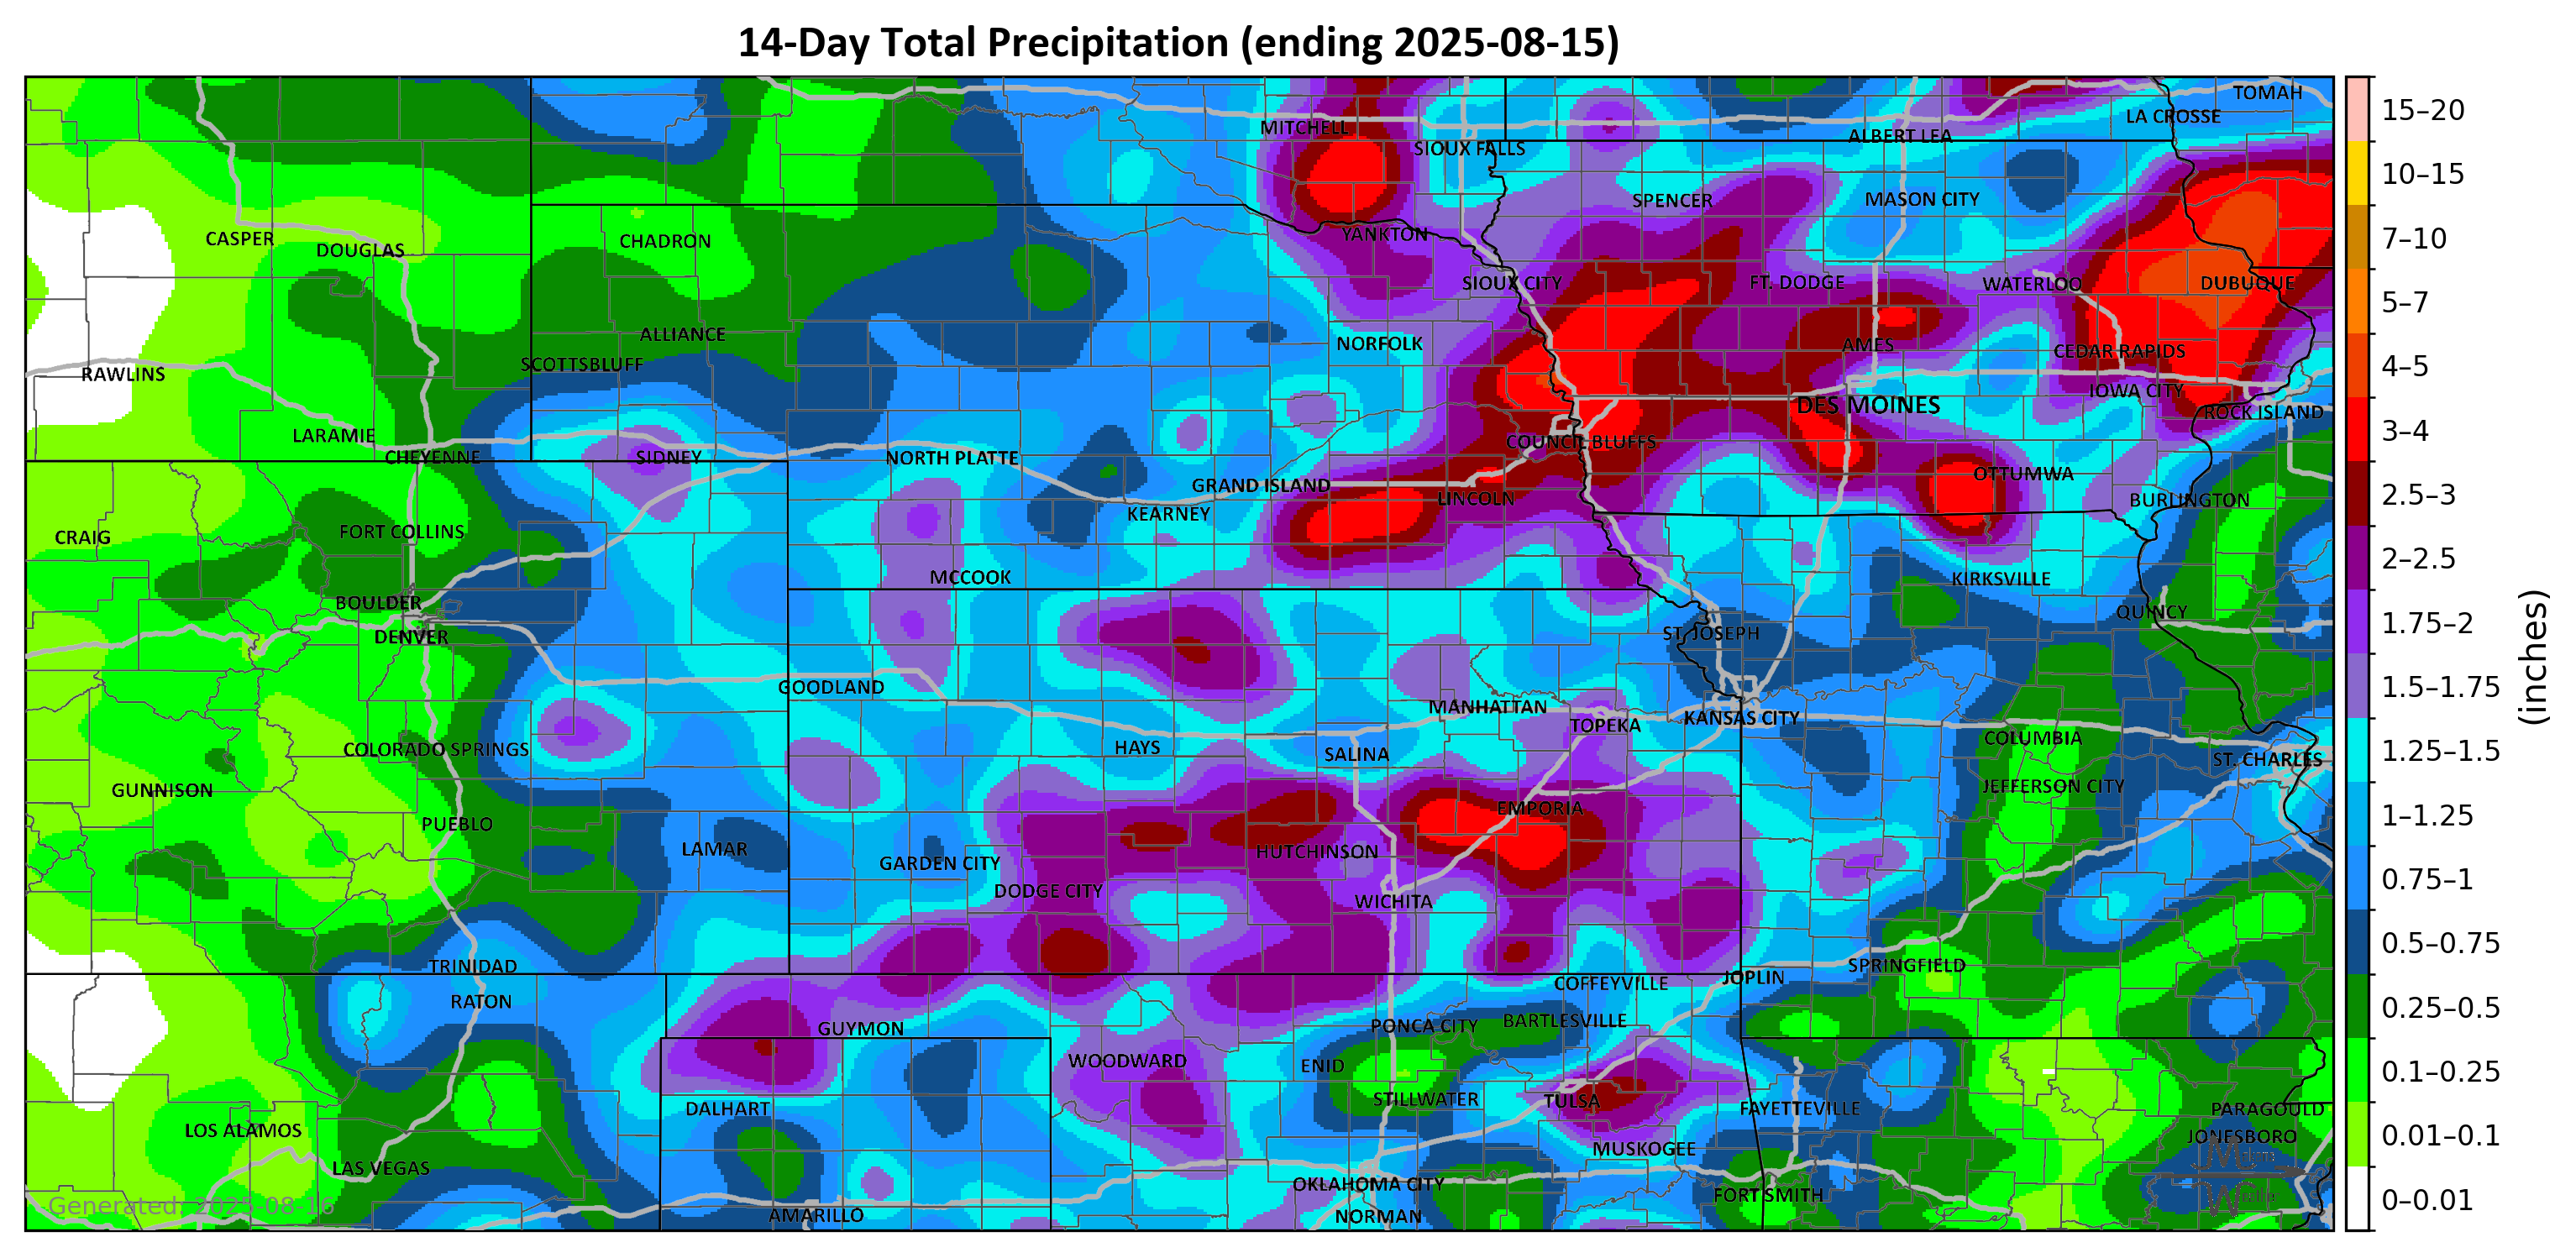 14-Day Total Precipitation (ending 2025-08-15)
TOMAH
LA CROSSE
MITCHELL
ALBERT LEA
SIOUX FALLS
SPENCER
MASON CITY
YANKTON
CASPER
DOUGLAS
CHADRON
SIOUX CITY
FT. DODGE
WATERLOO
DUBUQUE
ALLIANCE
NORFOLK
AMES
CEDAR RAPIDS
SCOTTSBLUFF
RAWLINS
IOWA CITY
DES MOINES
ROCK ISLAND
LARAMIE
COUNCIL BLUFFS
CHEYENNE
SIDNEY
NORTH PLATTE
OTTUMWA
GRAND ISLAND
LINCOLN
BURLINGTON
KEARNEY
FORT COLLINS
CRAIG
MCCOOK
KIRKSVILLE
BOULDER
QUINCY
DENVER
ST. JOSEPH
GOODLAND
MANHATTAN
TOPEKA
KANSAS CITY
COLUMBIA
COLORADO SPRINGS
HAYS
SALINA
ST. CHARLES
GUNNISON
JEFFERSON CITY
EMPORIA
PUEBLO
LAMAR
HUTCHINSON
GARDEN CITY
DODGE CITY
WICHITA
TRINIDAD
SPRINGFIELD
JOPLIN
COFFEYVILLE
RATON
BARTLESVILLE
PONCA CITY
GUYMON
WOODWARD
ENID
STILLWATER
TULSA
DALHART
FAYETTEVILLE
PARAGOULD
LOS ALAMOS
JONESBORO
MUSKOGEE
LAS VEGAS
OKLAHOMA CITY
FORT SMITH
AMARILLO
NORMAN
Generated: 2025-08-16
15–20
10–15
7–10
5–7
4–5
3–4
2.5–3
2–2.5
1.75–2
1.5–1.75
1.25–1.5
1–1.25
0.75–1
0.5–0.75
0.25–0.5
0.1–0.25
0.01–0.1
0–0.01
(inches)